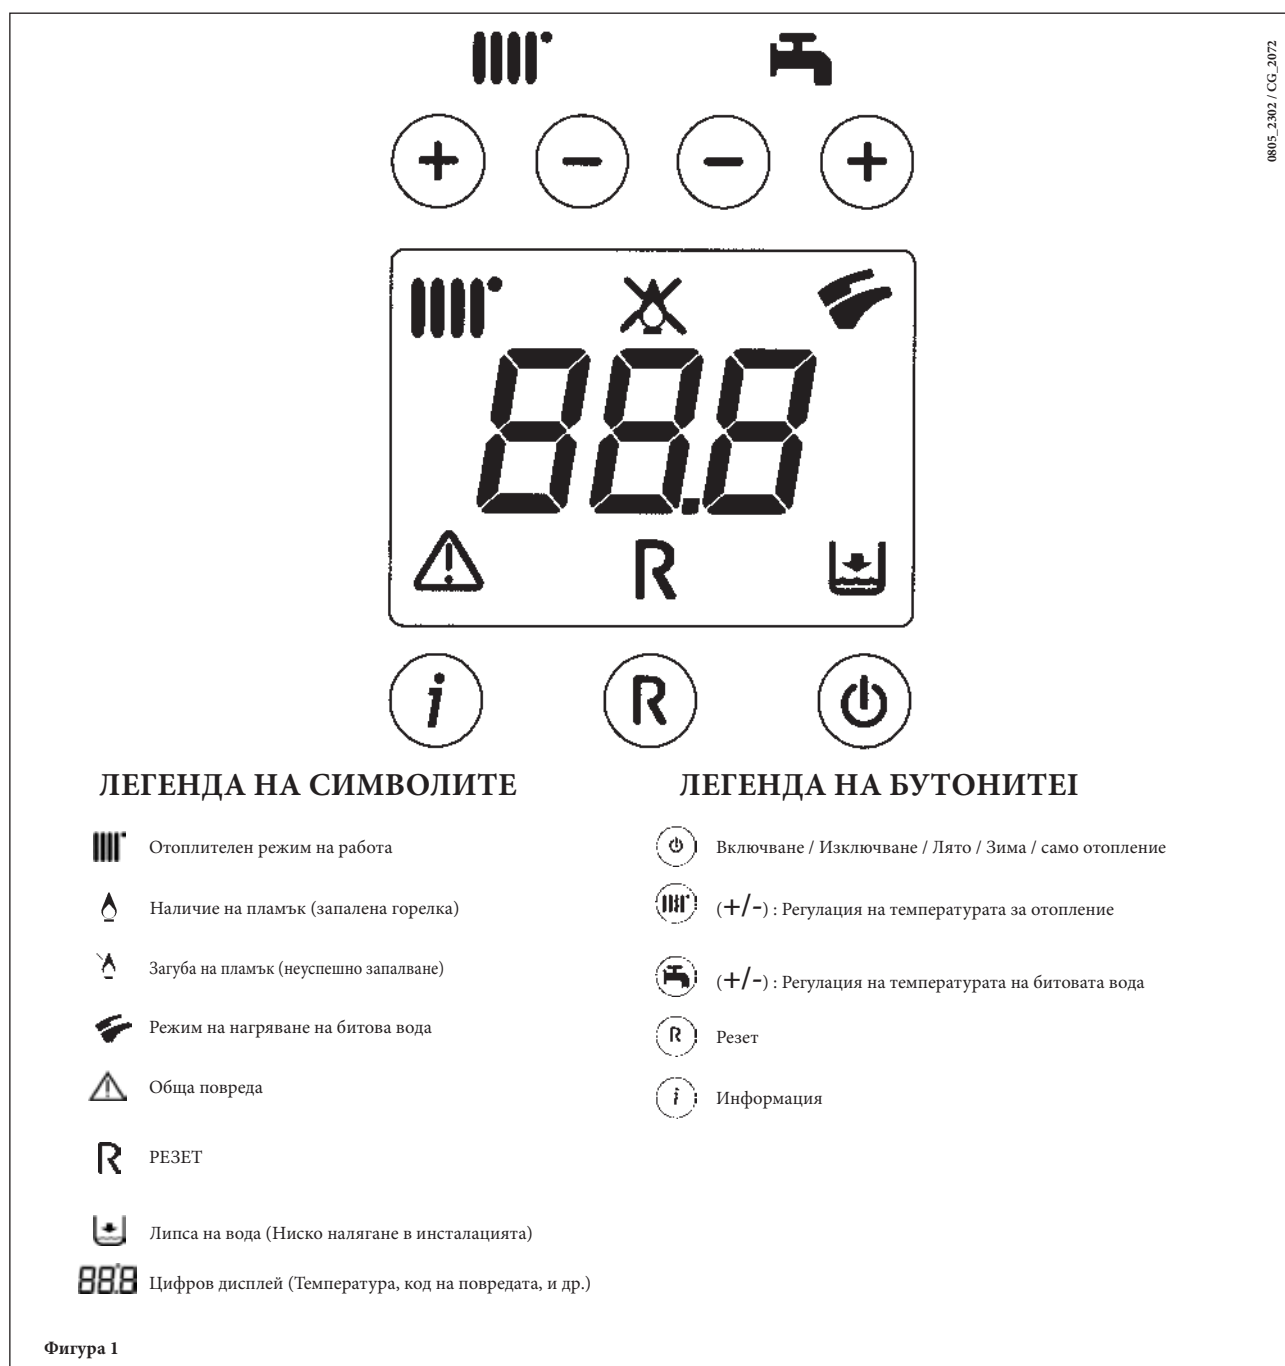 0805_2302 / CG_2072
+ - - +
88.8
R
i R
ЛЕГЕНДА НА СИМВОЛИТЕ
Отоплителен режим на работа
Наличие на пламък (запалена горелка)
Загуба на пламък (неуспешно запалване)
Режим на нагряване на битова вода
Обща повреда
R РЕЗЕТ
Липса на вода (Ниско налягане в инсталацията)
88.8 Цифров дисплей (Температура, код на повредата, и др.)
ЛЕГЕНДА НА БУТОНИТЕI
Включване / Изключване / Лято / Зима / само отопление
(+/-) : Регулация на температурата за отопление
(+/-) : Регулация на температурата на битовата вода
R Резет
i Информация
Фигура 1